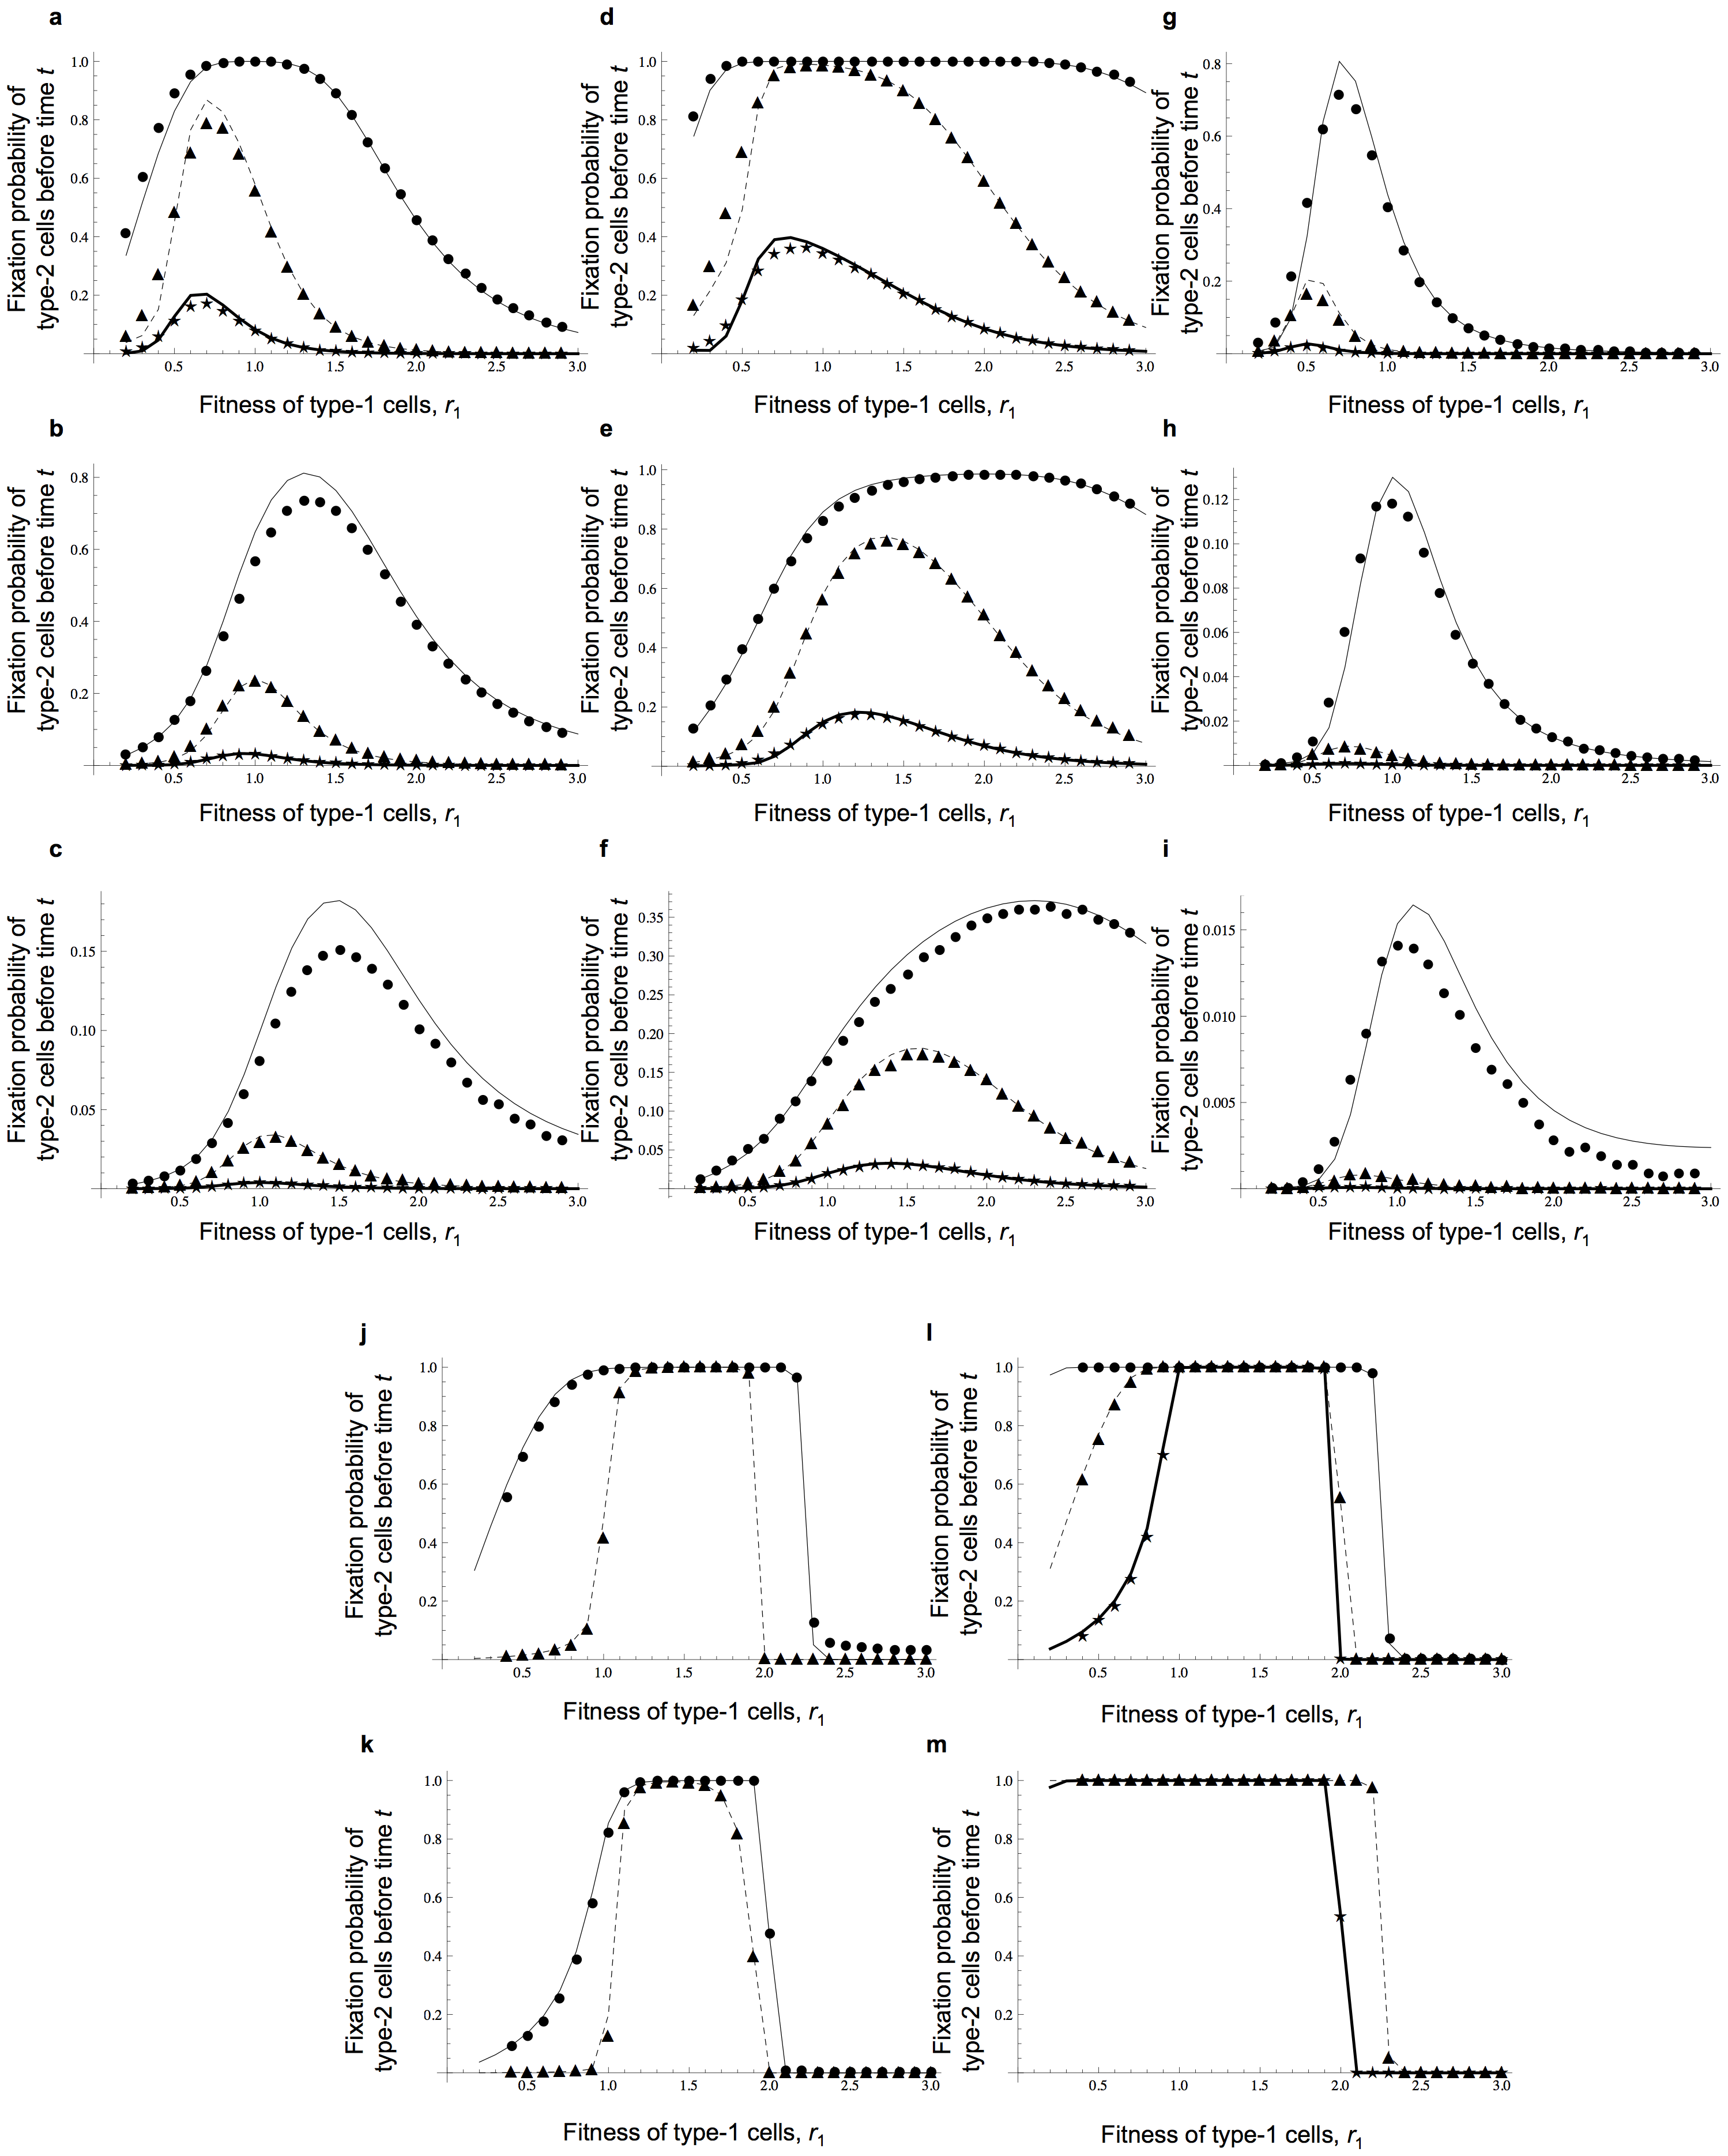 a
Fixation probability of
type-2 cells before time t
1.0
0.8
0.6
0.4
0.2
0.5 1.0 1.5 2.0 2.5 3.0
Fitness of type-1 cells, r1
d
Fixation probability of
type-2 cells before time t
1.0
0.8
0.6
0.4
0.2
0.5 1.0 1.5 2.0 2.5 3.0
Fitness of type-1 cells, r1
g
Fixation probability of
type-2 cells before time t
0.8
0.6
0.4
0.2
0.5 1.0 1.5 2.0 2.5 3.0
Fitness of type-1 cells, r1
b
Fixation probability of
type-2 cells before time t
0.8
0.6
0.4
0.2
0.5 1.0 1.5 2.0 2.5 3.0
Fitness of type-1 cells, r1
e
Fixation probability of
type-2 cells before time t
1.0
0.8
0.6
0.4
0.2
0.5 1.0 1.5 2.0 2.5 3.0
Fitness of type-1 cells, r1
h
Fixation probability of
type-2 cells before time t
0.12
0.10
0.08
0.06
0.04
0.02
0.5 1.0 1.5 2.0 2.5 3.0
Fitness of type-1 cells, r1
c
Fixation probability of
type-2 cells before time t
0.15
0.10
0.05
0.5 1.0 1.5 2.0 2.5 3.0
Fitness of type-1 cells, r1
f
Fixation probability of
type-2 cells before time t
0.35
0.30
0.25
0.20
0.15
0.10
0.05
0.5 1.0 1.5 2.0 2.5 3.0
Fitness of type-1 cells, r1
i
Fixation probability of
type-2 cells before time t
0.015
0.010
0.005
0.5 1.0 1.5 2.0 2.5 3.0
Fitness of type-1 cells, r1
j
Fixation probability of
type-2 cells before time t
1.0
0.8
0.6
0.4
0.2
0.5 1.0 1.5 2.0 2.5 3.0
Fitness of type-1 cells, r1
l
Fixation probability of
type-2 cells before time t
1.0
0.8
0.6
0.4
0.2
0.5 1.0 1.5 2.0 2.5 3.0
Fitness of type-1 cells, r1
k
Fixation probability of
type-2 cells before time t
1.0
0.8
0.6
0.4
0.2
0.5 1.0 1.5 2.0 2.5 3.0
Fitness of type-1 cells, r1
m
Fixation probability of
type-2 cells before time t
1.0
0.8
0.6
0.4
0.2
0.5 1.0 1.5 2.0 2.5 3.0
Fitness of type-1 cells, r1